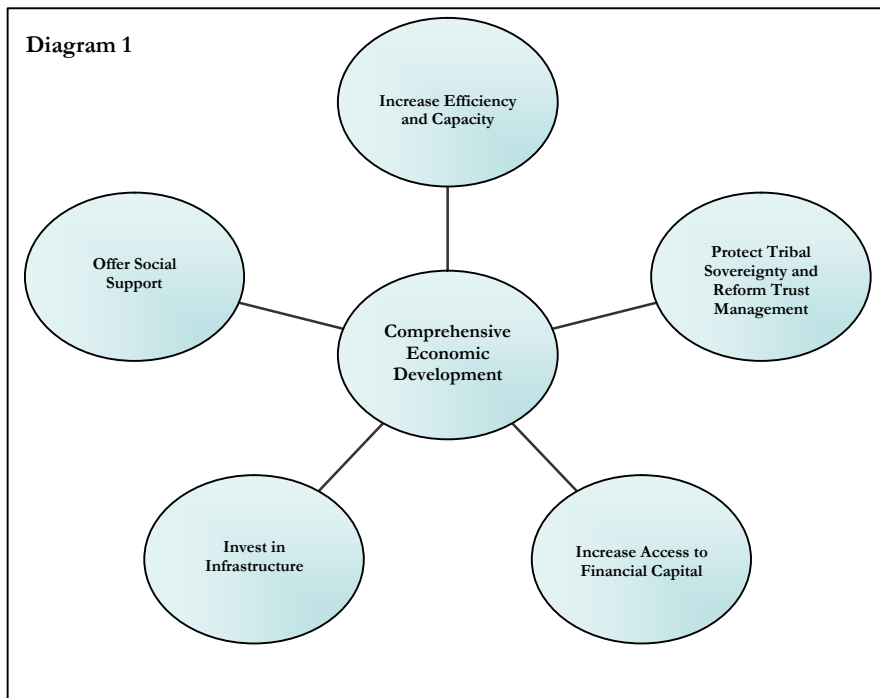 Diagram 1
Increase Efficiency
and Capacity
Offer Social
Support
Protect Tribal
Sovereignty and
Reform Trust
Management
Comprehensive
Economic
Development
Invest in
Infrastructure
Increase Access to
Financial Capital